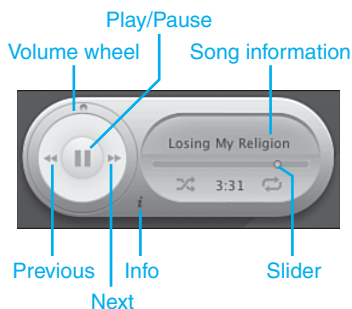 Play/Pause
Volume wheel
Song information
Losing My Religion
3:31
i
Previous
Info
Slider
Next